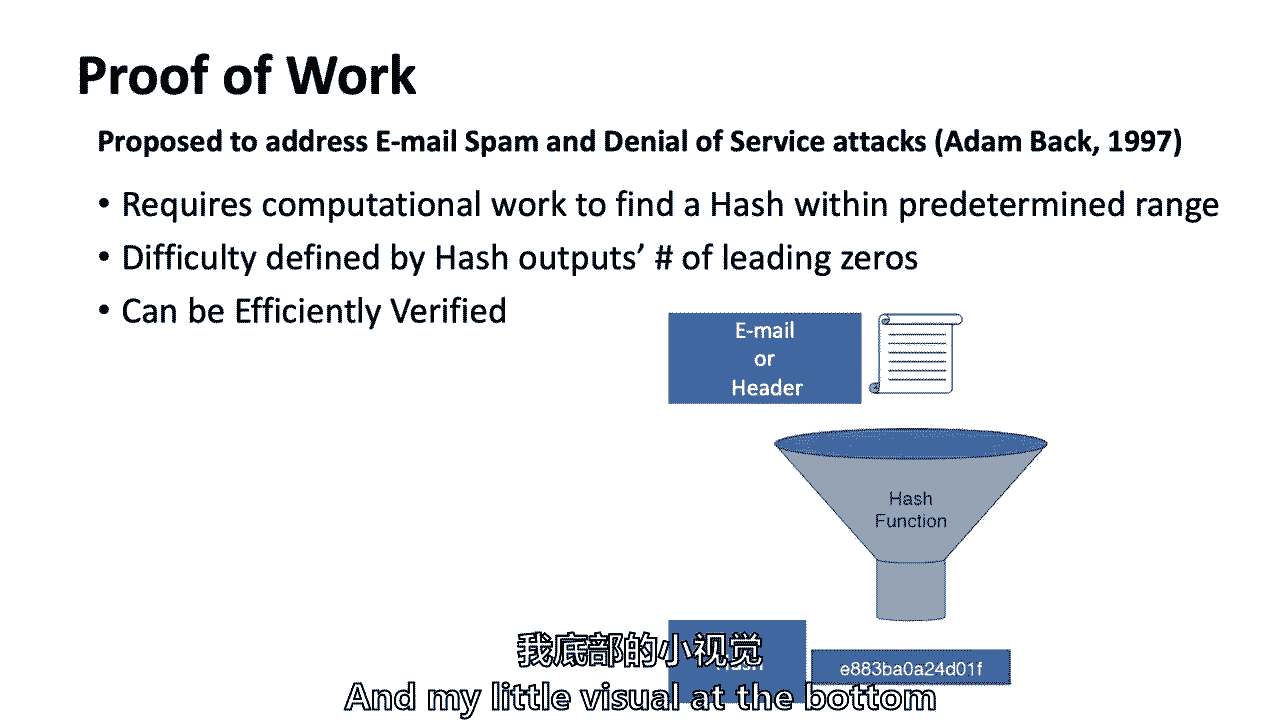 Proof of Work
Proposed to address E-mail Spam and Denial of Service attacks (Adam Back, 1997)
• Requires computational work to find a Hash within predetermined range
• Difficulty defined by Hash outputs’ # of leading zeros
• Can be Efficiently Verified
E-mail
or
Header
Hash
Function
Hash
e883ba0a24d01f
我底部的小视觉
And my little visual at the bottom